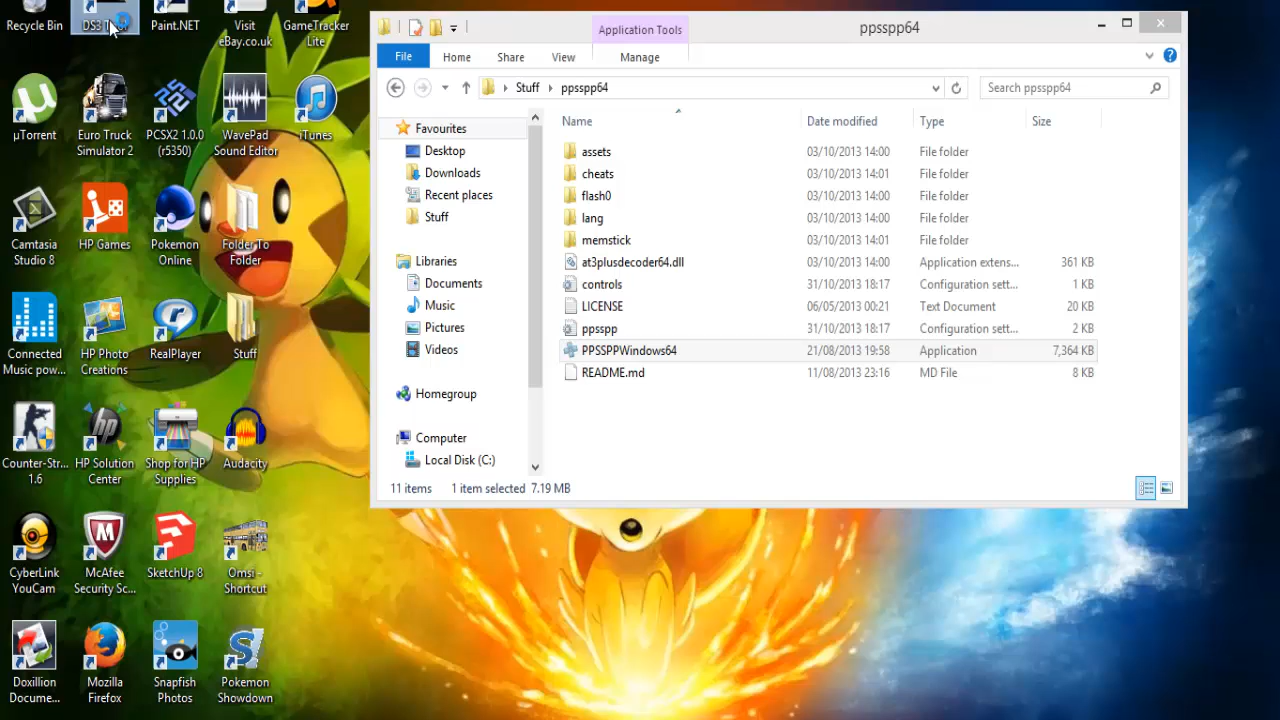 Recycle Bin
DS3 Tool
Paint.NET
Visit
eBay.co.uk
GameTracker
Lite
µTorrent
Euro Truck
Simulator 2
PCSX2 1.0.0
(r5350)
WavePad
Sound Editor
iTunes
Camtasia
Studio 8
HP Games
Pokemon
Online
Folder To
Folder
Connected
Music pow...
HP Photo
Creations
RealPlayer
Stuff
Counter-Str...
1.6
HP Solution
Center
Shop for HP
Supplies
Audacity
CyberLink
YouCam
McAfee
Security Sc...
SketchUp 8
Omsi -
Shortcut
Doxillion
Docume...
Mozilla
Firefox
Snapfish
Photos
Pokemon
Showdown
Application Tools
ppsspp64
File Home Share View Manage
Stuff ppsspp64
Search ppsspp64
Favourites
Desktop
Downloads
Recent places
Stuff
Libraries
Documents
Music
Pictures
Videos
Homegroup
Computer
Local Disk (C:)
Name Date modified Type Size
assets 03/10/2013 14:00 File folder
cheats 03/10/2013 14:01 File folder
flash0 03/10/2013 14:00 File folder
lang 03/10/2013 14:00 File folder
memstick 03/10/2013 14:01 File folder
at3plusdecoder64.dll 03/10/2013 14:00 Application extens... 361 KB
controls 31/10/2013 18:17 Configuration sett... 1 KB
LICENSE 06/05/2013 00:21 Text Document 20 KB
ppsspp 31/10/2013 18:17 Configuration sett... 2 KB
PPSSPPWindows64 21/08/2013 19:58 Application 7,364 KB
README.md 11/08/2013 23:16 MD File 8 KB
11 items 1 item selected 7.19 MB